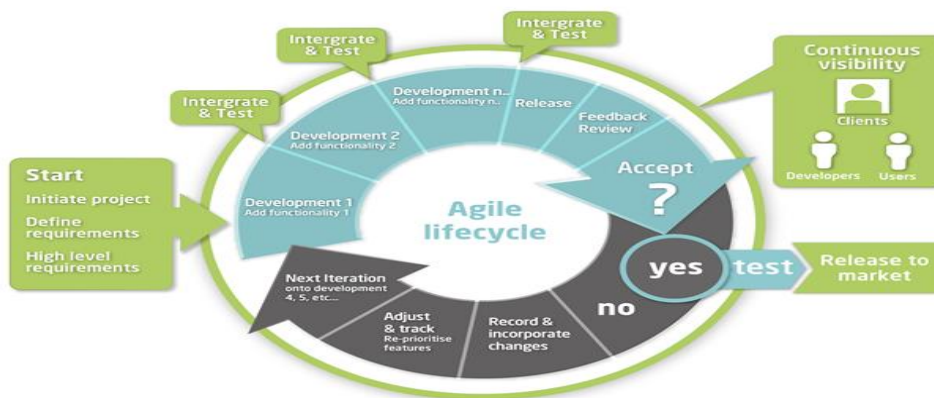 Start
Initiate project
Define
requirements
High level
requirements
Intergrate
& Test
Intergrate
& Test
Intergrate
& Test
Development 1
Add functionality 1
Development 2
Add functionality 2
Development n..
Add functionality n..
Release
Feedback
Review
Accept
?
Continuous
visibility
Clients
Developers
Users
Agile
lifecycle
yes
test
Release to
market
no
Record &
incorporate
changes
Adjust
& track
Re-prioritise
features
Next Iteration
onto development
4, 5, etc...